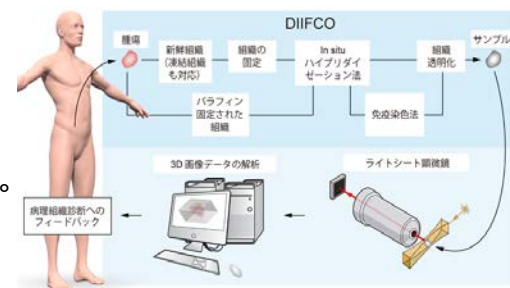 DIIFCO
腫瘍
新鮮組織
(凍結組織
も対応)
組織の
固定
In situ
ハイブリダイ
ゼーション法
組織
透明化
サンプル
パラフィン
固定された
組織
免疫染色法
3D 画像データの解析
ライトシート顕微鏡
病理組織診断への
フィードバック
。